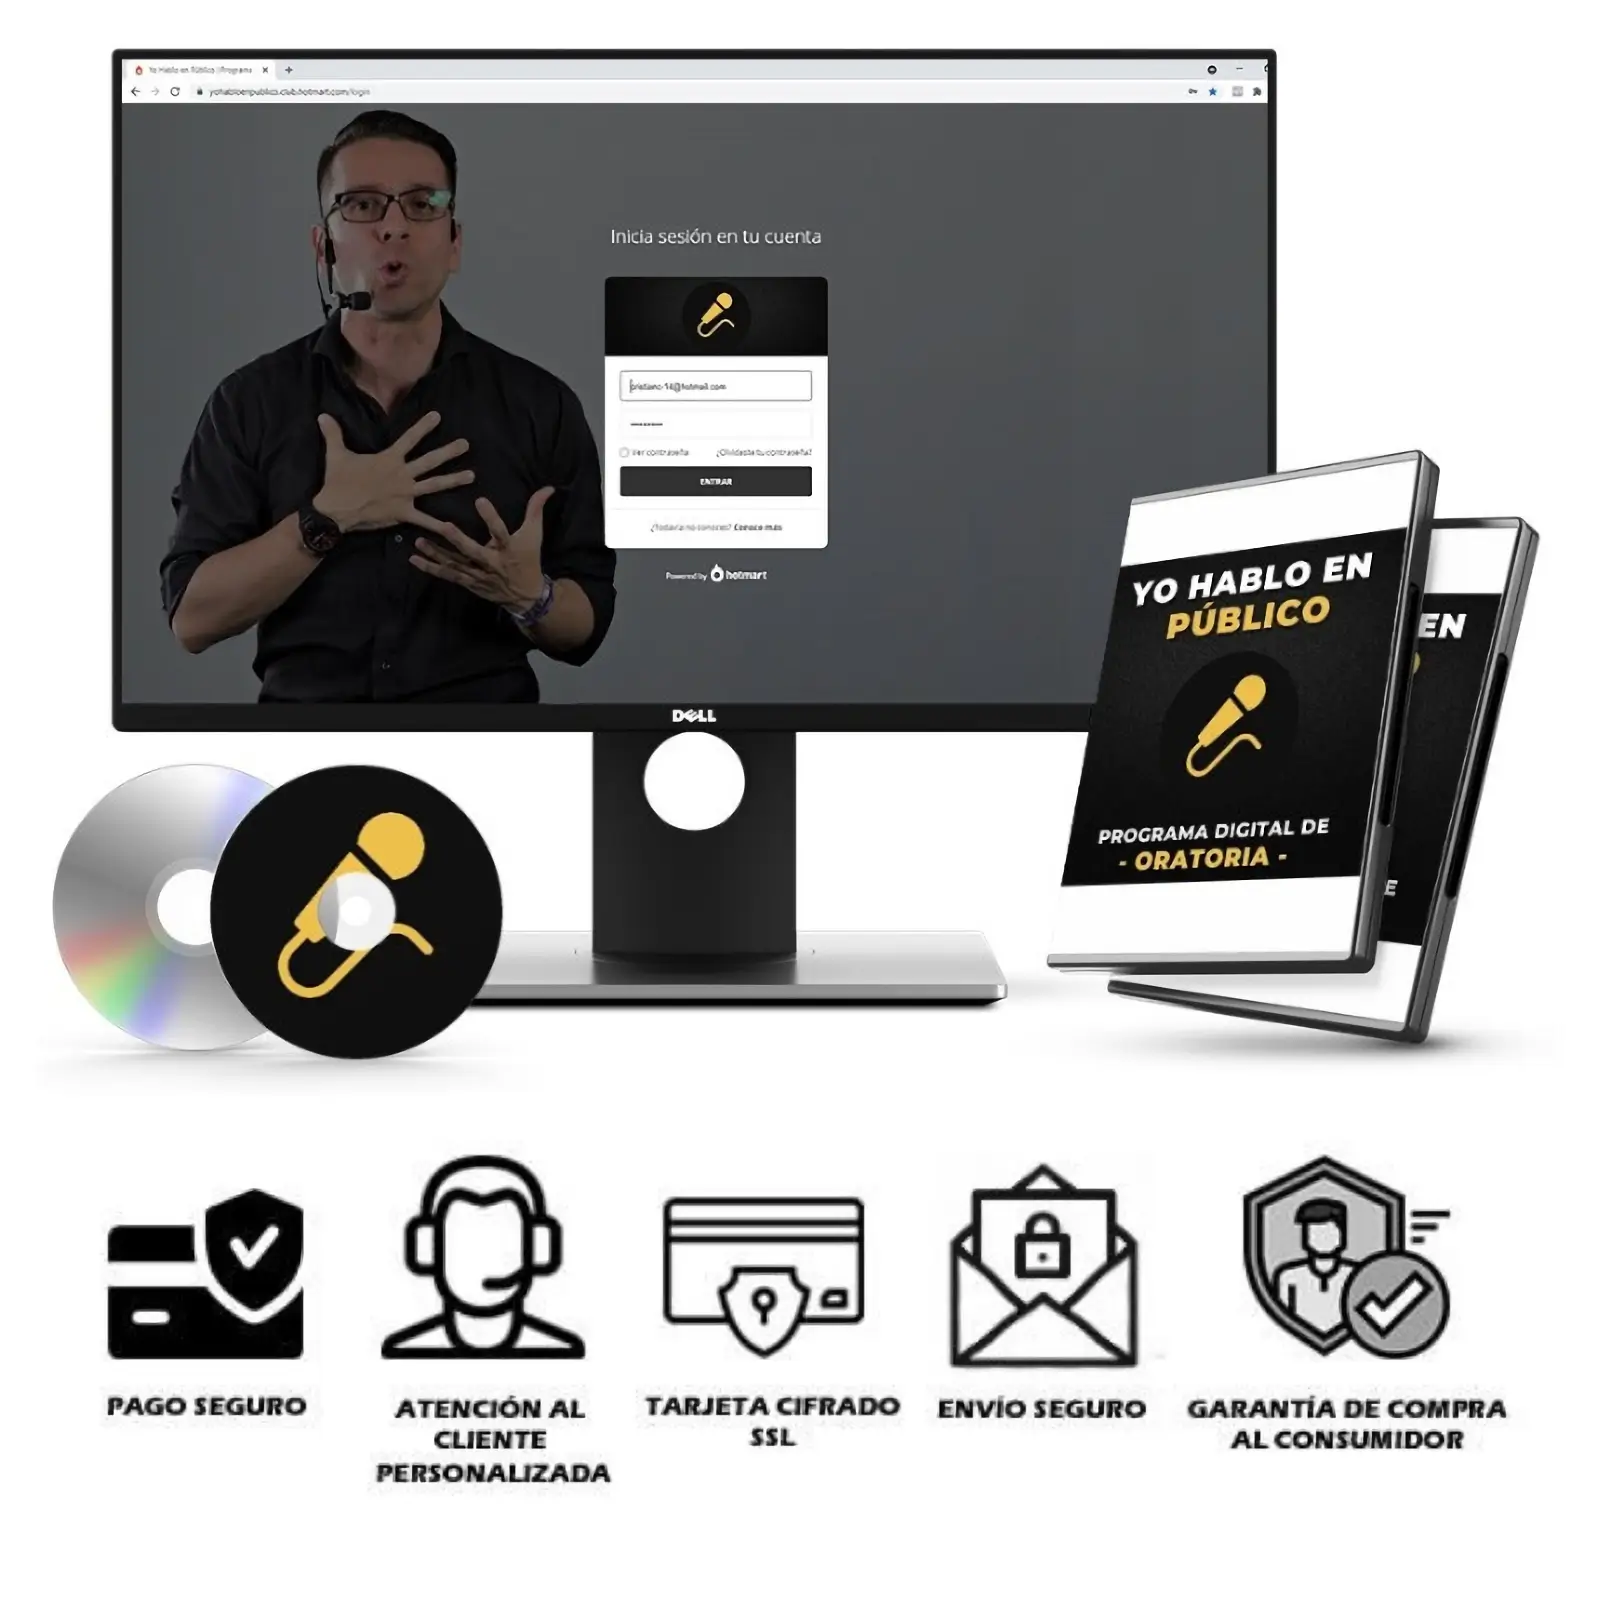 Yo Hablo en Público | Programa
yohabloenpublico.club.hotmart.com/login
Inicia sesión en tu cuenta
cristianc-14@hotmail.com
Ver contraseña
¿Olvidaste tu contraseña?
ENTRAR
¿Todavía no conoces? Conoce más
Powered by hotmart
DELL
YO HABLO EN
PÚBLICO
PROGRAMA DIGITAL DE
- ORATORIA -
EN
E
PAGO SEGURO
ATENCIÓN AL
CLIENTE
PERSONALIZADA
TARJETA CIFRADO
SSL
ENVÍO SEGURO
GARANTÍA DE COMPRA
AL CONSUMIDOR